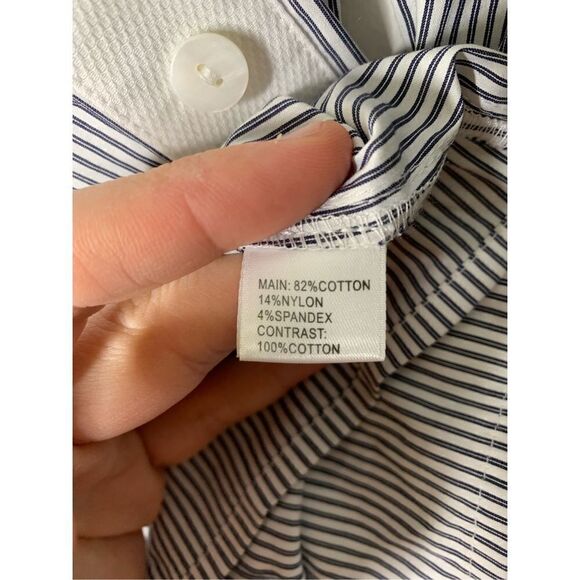 MAIN: 82%COTTON
14%NYLON
4%SPANDEX
CONTRAST:
100%COTTON